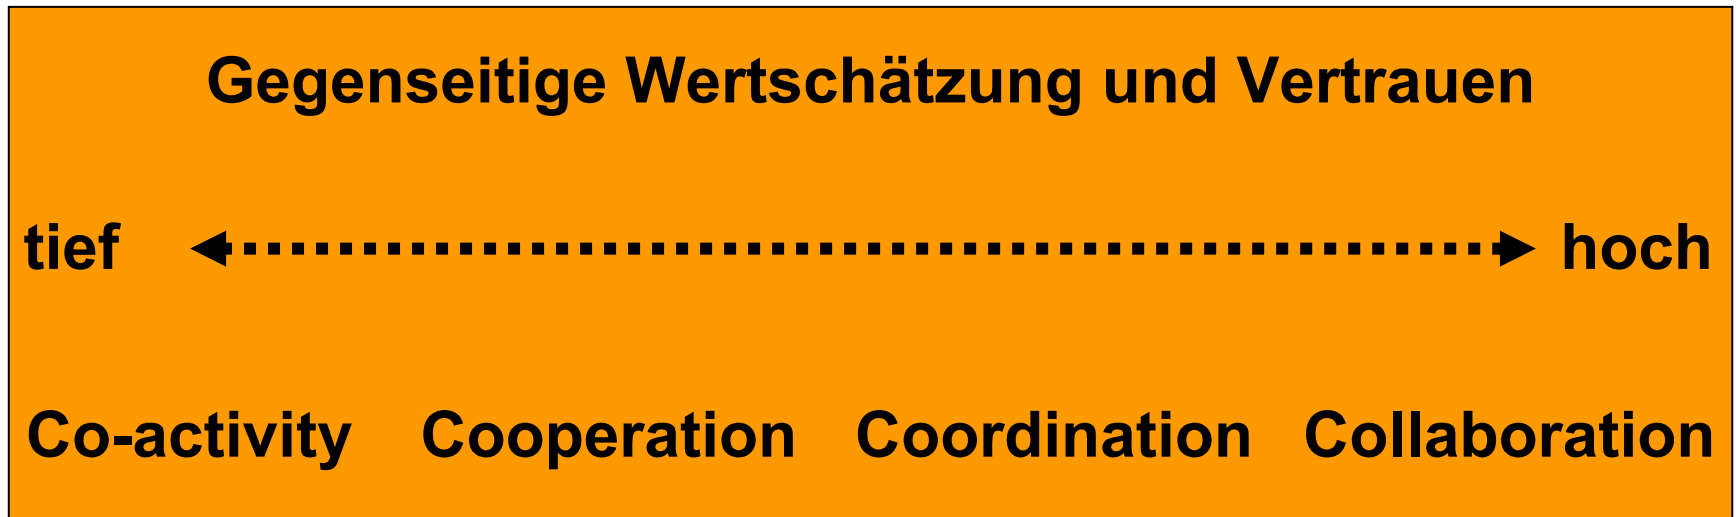 Gegenseitige Wertschätzung und Vertrauen
tief hoch
Co-activity Cooperation Coordination Collaboration